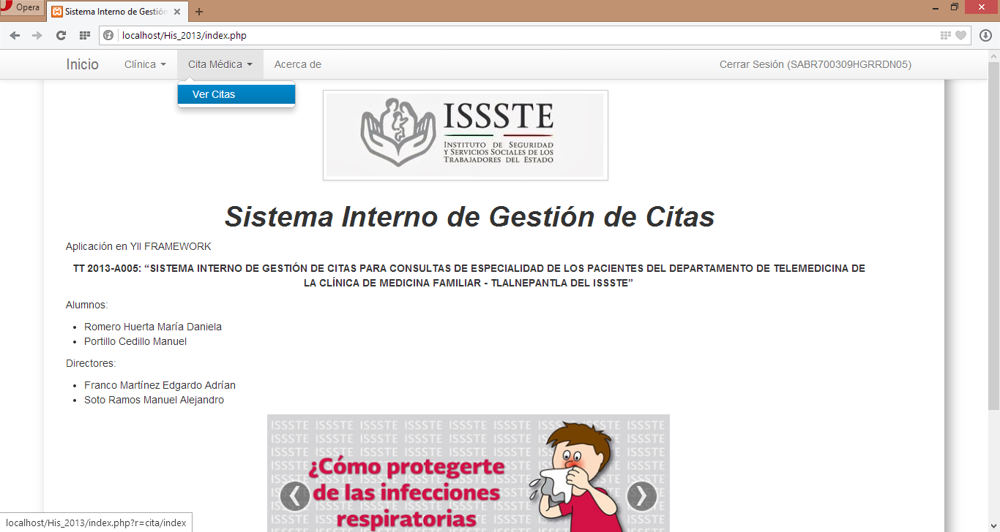 Opera
Sistema Interno de Gestión
localhost/His_2013/index.php
Inicio
Clínica
Cita Médica
Acerca de
Cerrar Sesión (SABR700309HGRRDN05)
Ver Citas
ISSSTE
INSTITUTO DE SEGURIDAD
Y SERVICIOS SOCIALES DE LOS
TRABAJADORES DEL ESTADO
Sistema Interno de Gestión de Citas
Aplicación en YII FRAMEWORK
TT 2013-A005: “SISTEMA INTERNO DE GESTIÓN DE CITAS PARA CONSULTAS DE ESPECIALIDAD DE LOS PACIENTES DEL DEPARTAMENTO DE TELEMEDICINA DE
LA CLÍNICA DE MEDICINA FAMILIAR - TLALNEPANTLA DEL ISSSTE”
Alumnos:
Romero Huerta María Daniela
Portillo Cedillo Manuel
Directores:
Franco Martínez Edgardo Adrían
Soto Ramos Manuel Alejandro
ISSSTE ISSSTE ISSSTE ISSSTE ISSSTE ISSSTE ISSSTE ISSSTE
¿Cómo protegerte
de las infecciones
respiratorias
localhost/His_2013/index.php?r=cita/index